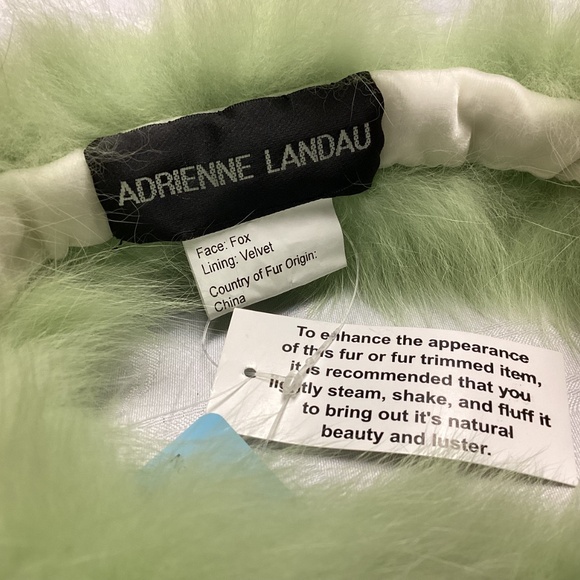 ADRIENNE LANDAU
Face: Fox
Lining: Velvet
Country of Fur Origin:
China
To enhance the appearance
of this fur or fur trimmed item,
it is recommended that you
lightly steam, shake, and fluff it
to bring out it's natural
beauty and luster.